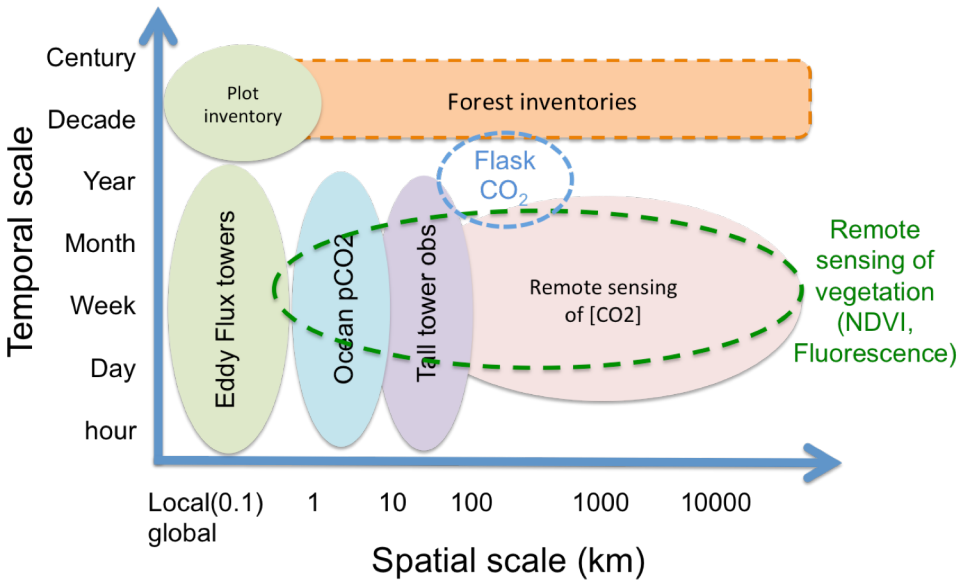 Temporal scale
Century
Decade
Year
Month
Week
Day
hour
Plot
inventory
Forest inventories
Flask
CO2
Eddy Flux towers
Ocean pCO2
Tall tower obs
Remote sensing
of [CO2]
Remote
sensing of
vegetation
(NDVI,
Fluorescence)
Local(0.1) 1 10 100 1000 10000
global
Spatial scale (km)